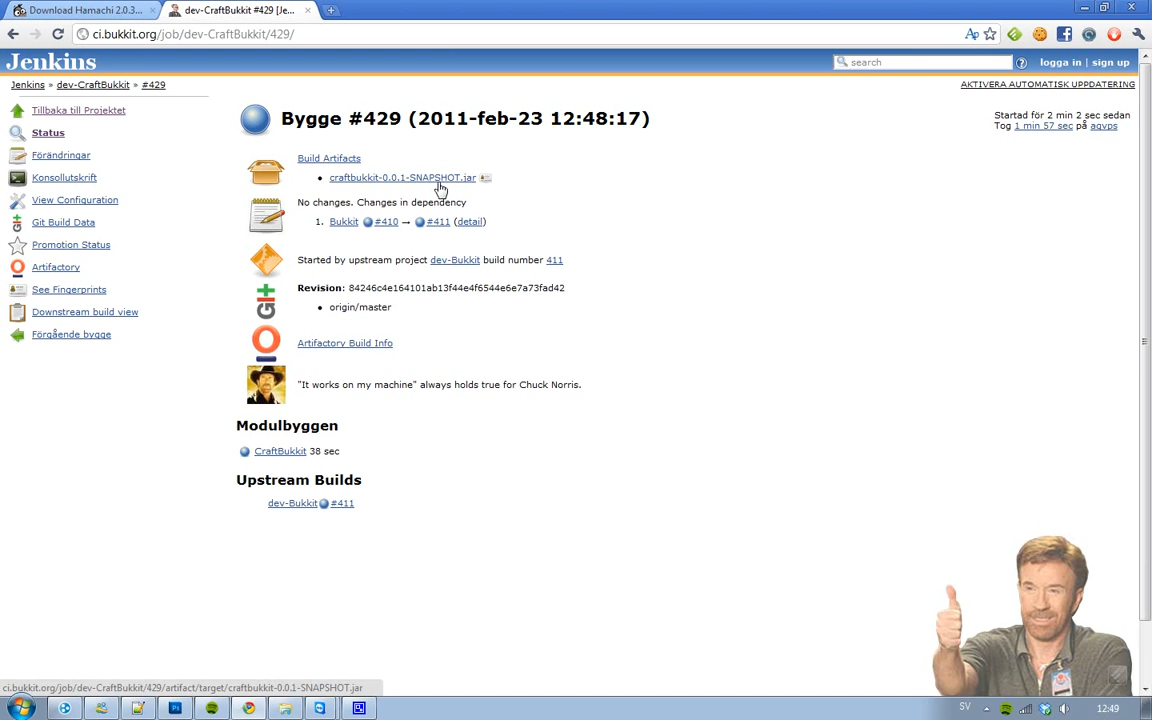 Download Hamachi 2.0.3...
dev-CraftBukkit #429 [Je...
ci.bukkit.org/job/dev-CraftBukkit/429/
Jenkins
search
logga in | sign up
Jenkins » dev-CraftBukkit » #429
AKTIVERA AUTOMATISK UPPDATERING
Tillbaka till Projektet
Status
Förändringar
Konsollutskrift
View Configuration
Git Build Data
Promotion Status
Artifactory
See Fingerprints
Downstream build view
Förgående bygge
Bygge #429 (2011-feb-23 12:48:17)
Startad för 2 min 2 sec sedan
Tog 1 min 57 sec på agvps
Build Artifacts
craftbukkit-0.0.1-SNAPSHOT.jar
No changes. Changes in dependency
1. Bukkit #410 → #411 (detail)
Started by upstream project dev-Bukkit build number 411
Revision: 84246c4e164101ab13f44e4f6544e6e7a73fad42
origin/master
Artifactory Build Info
"It works on my machine" always holds true for Chuck Norris.
Modulbyggen
CraftBukkit 38 sec
Upstream Builds
dev-Bukkit #411
ci.bukkit.org/job/dev-CraftBukkit/429/artifact/target/craftbukkit-0.0.1-SNAPSHOT.jar
SV
12:49